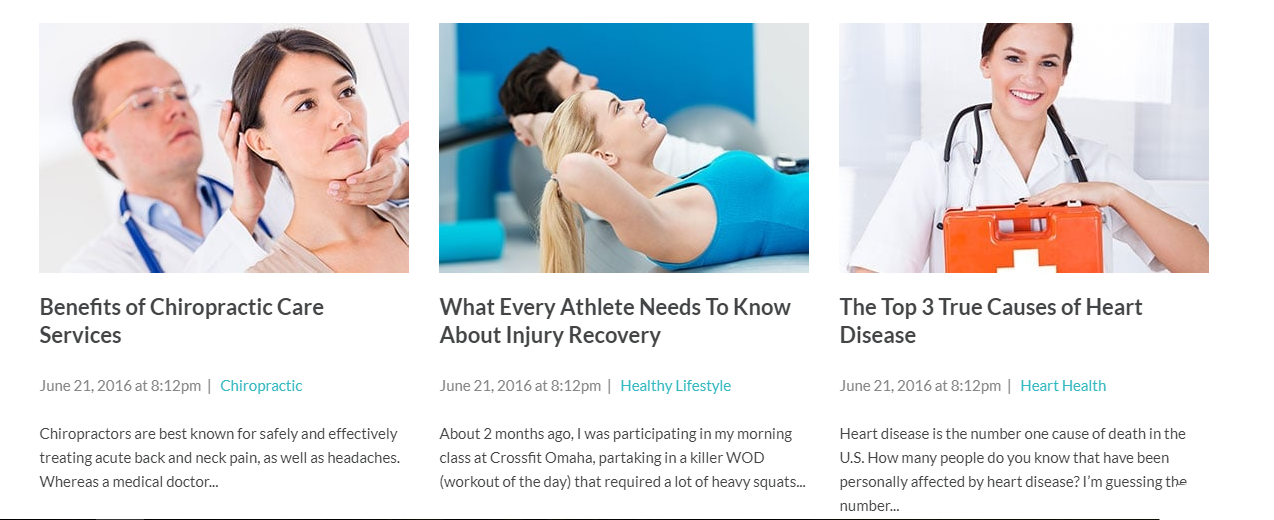 Benefits of Chiropractic Care
Services
June 21, 2016 at 8:12pm | Chiropractic
Chiropractors are best known for safely and effectively
treating acute back and neck pain, as well as headaches.
Whereas a medical doctor...
What Every Athlete Needs To Know
About Injury Recovery
June 21, 2016 at 8:12pm | Healthy Lifestyle
About 2 months ago, I was participating in my morning
class at Crossfit Omaha, partaking in a killer WOD
(workout of the day) that required a lot of heavy squats...
The Top 3 True Causes of Heart
Disease
June 21, 2016 at 8:12pm | Heart Health
Heart disease is the number one cause of death in the
U.S. How many people do you know that have been
personally affected by heart disease? I'm guessing the
number...